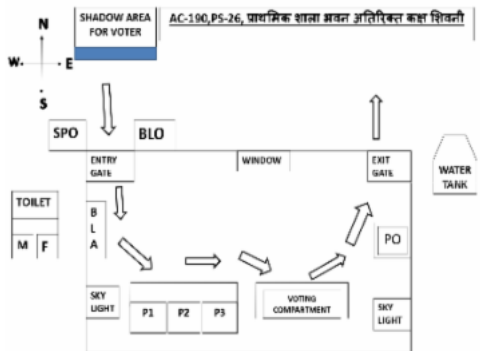 N
SHADOW AREA
FOR VOTER
AC-190,PS-26, प्राथमिक शाला भवन अतिरिक्त कक्ष शिवनी
W
E
S
SPO
BLO
ENTRY
GATE
WINDOW
EXIT
GATE
WATER
TANK
TOILET
M F
B
L
A
PO
SKY
LIGHT
P1 P2 P3
VOTING
COMPARTMENT
SKY
LIGHT